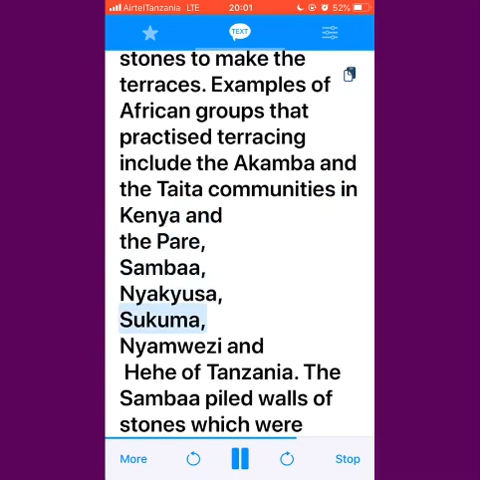 AirtelTanzania LTE 20:01 52%
TEXT
stones to make the
terraces. Examples of
African groups that
practised terracing
include the Akamba and
the Taita communities in
Kenya and
the Pare,
Sambaa,
Nyakyusa,
Sukuma,
Nyamwezi and
Hehe of Tanzania. The
Sambaa piled walls of
stones which were
More Stop